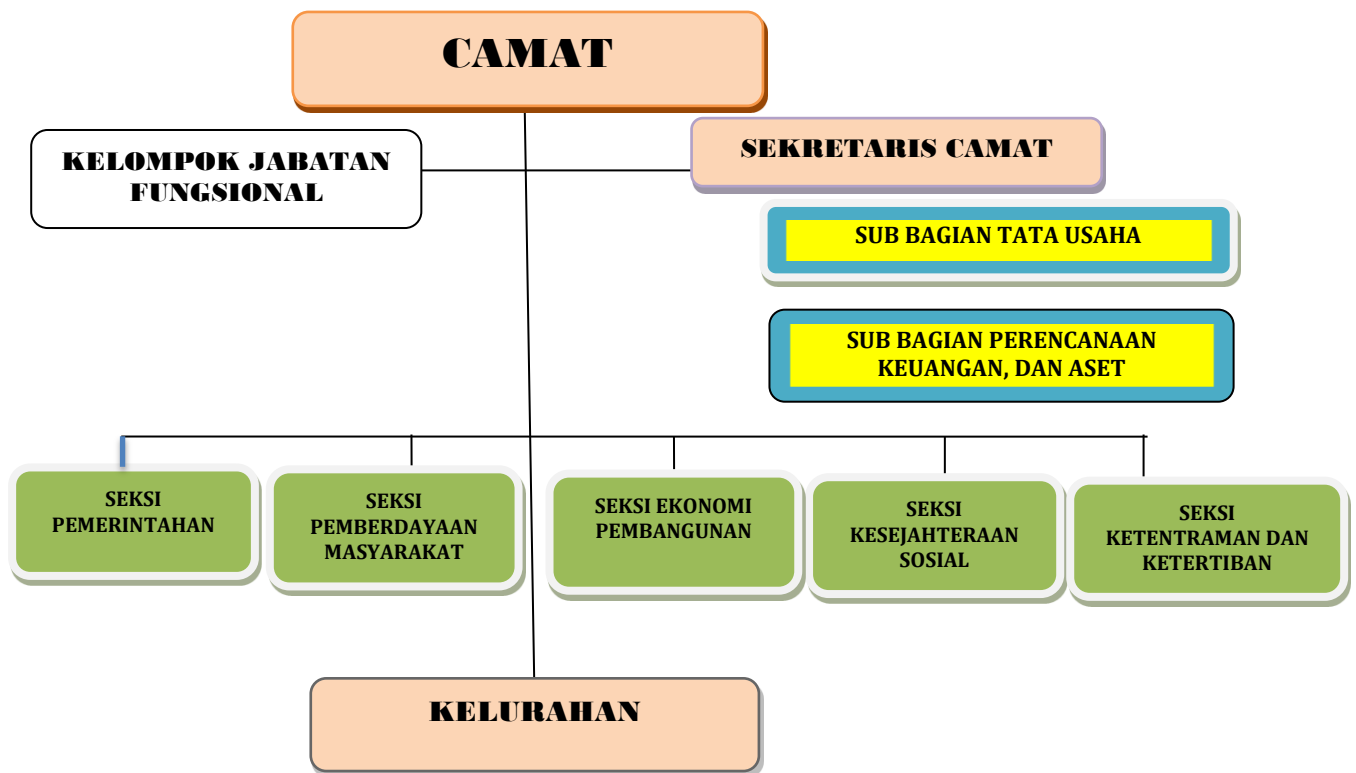 CAMAT
KELOMPOK JABATAN
FUNGSIONAL
SEKRETARIS CAMAT
SUB BAGIAN TATA USAHA
SUB BAGIAN PERENCANAAN
KEUANGAN, DAN ASET
SEKSI
PEMERINTAHAN
SEKSI
PEMBERDAYAAN
MASYARAKAT
SEKSI EKONOMI
PEMBANGUNAN
SEKSI
KESEJAHTERAAN
SOSIAL
SEKSI
KETENTRAMAN DAN
KETERTIBAN
KELURAHAN